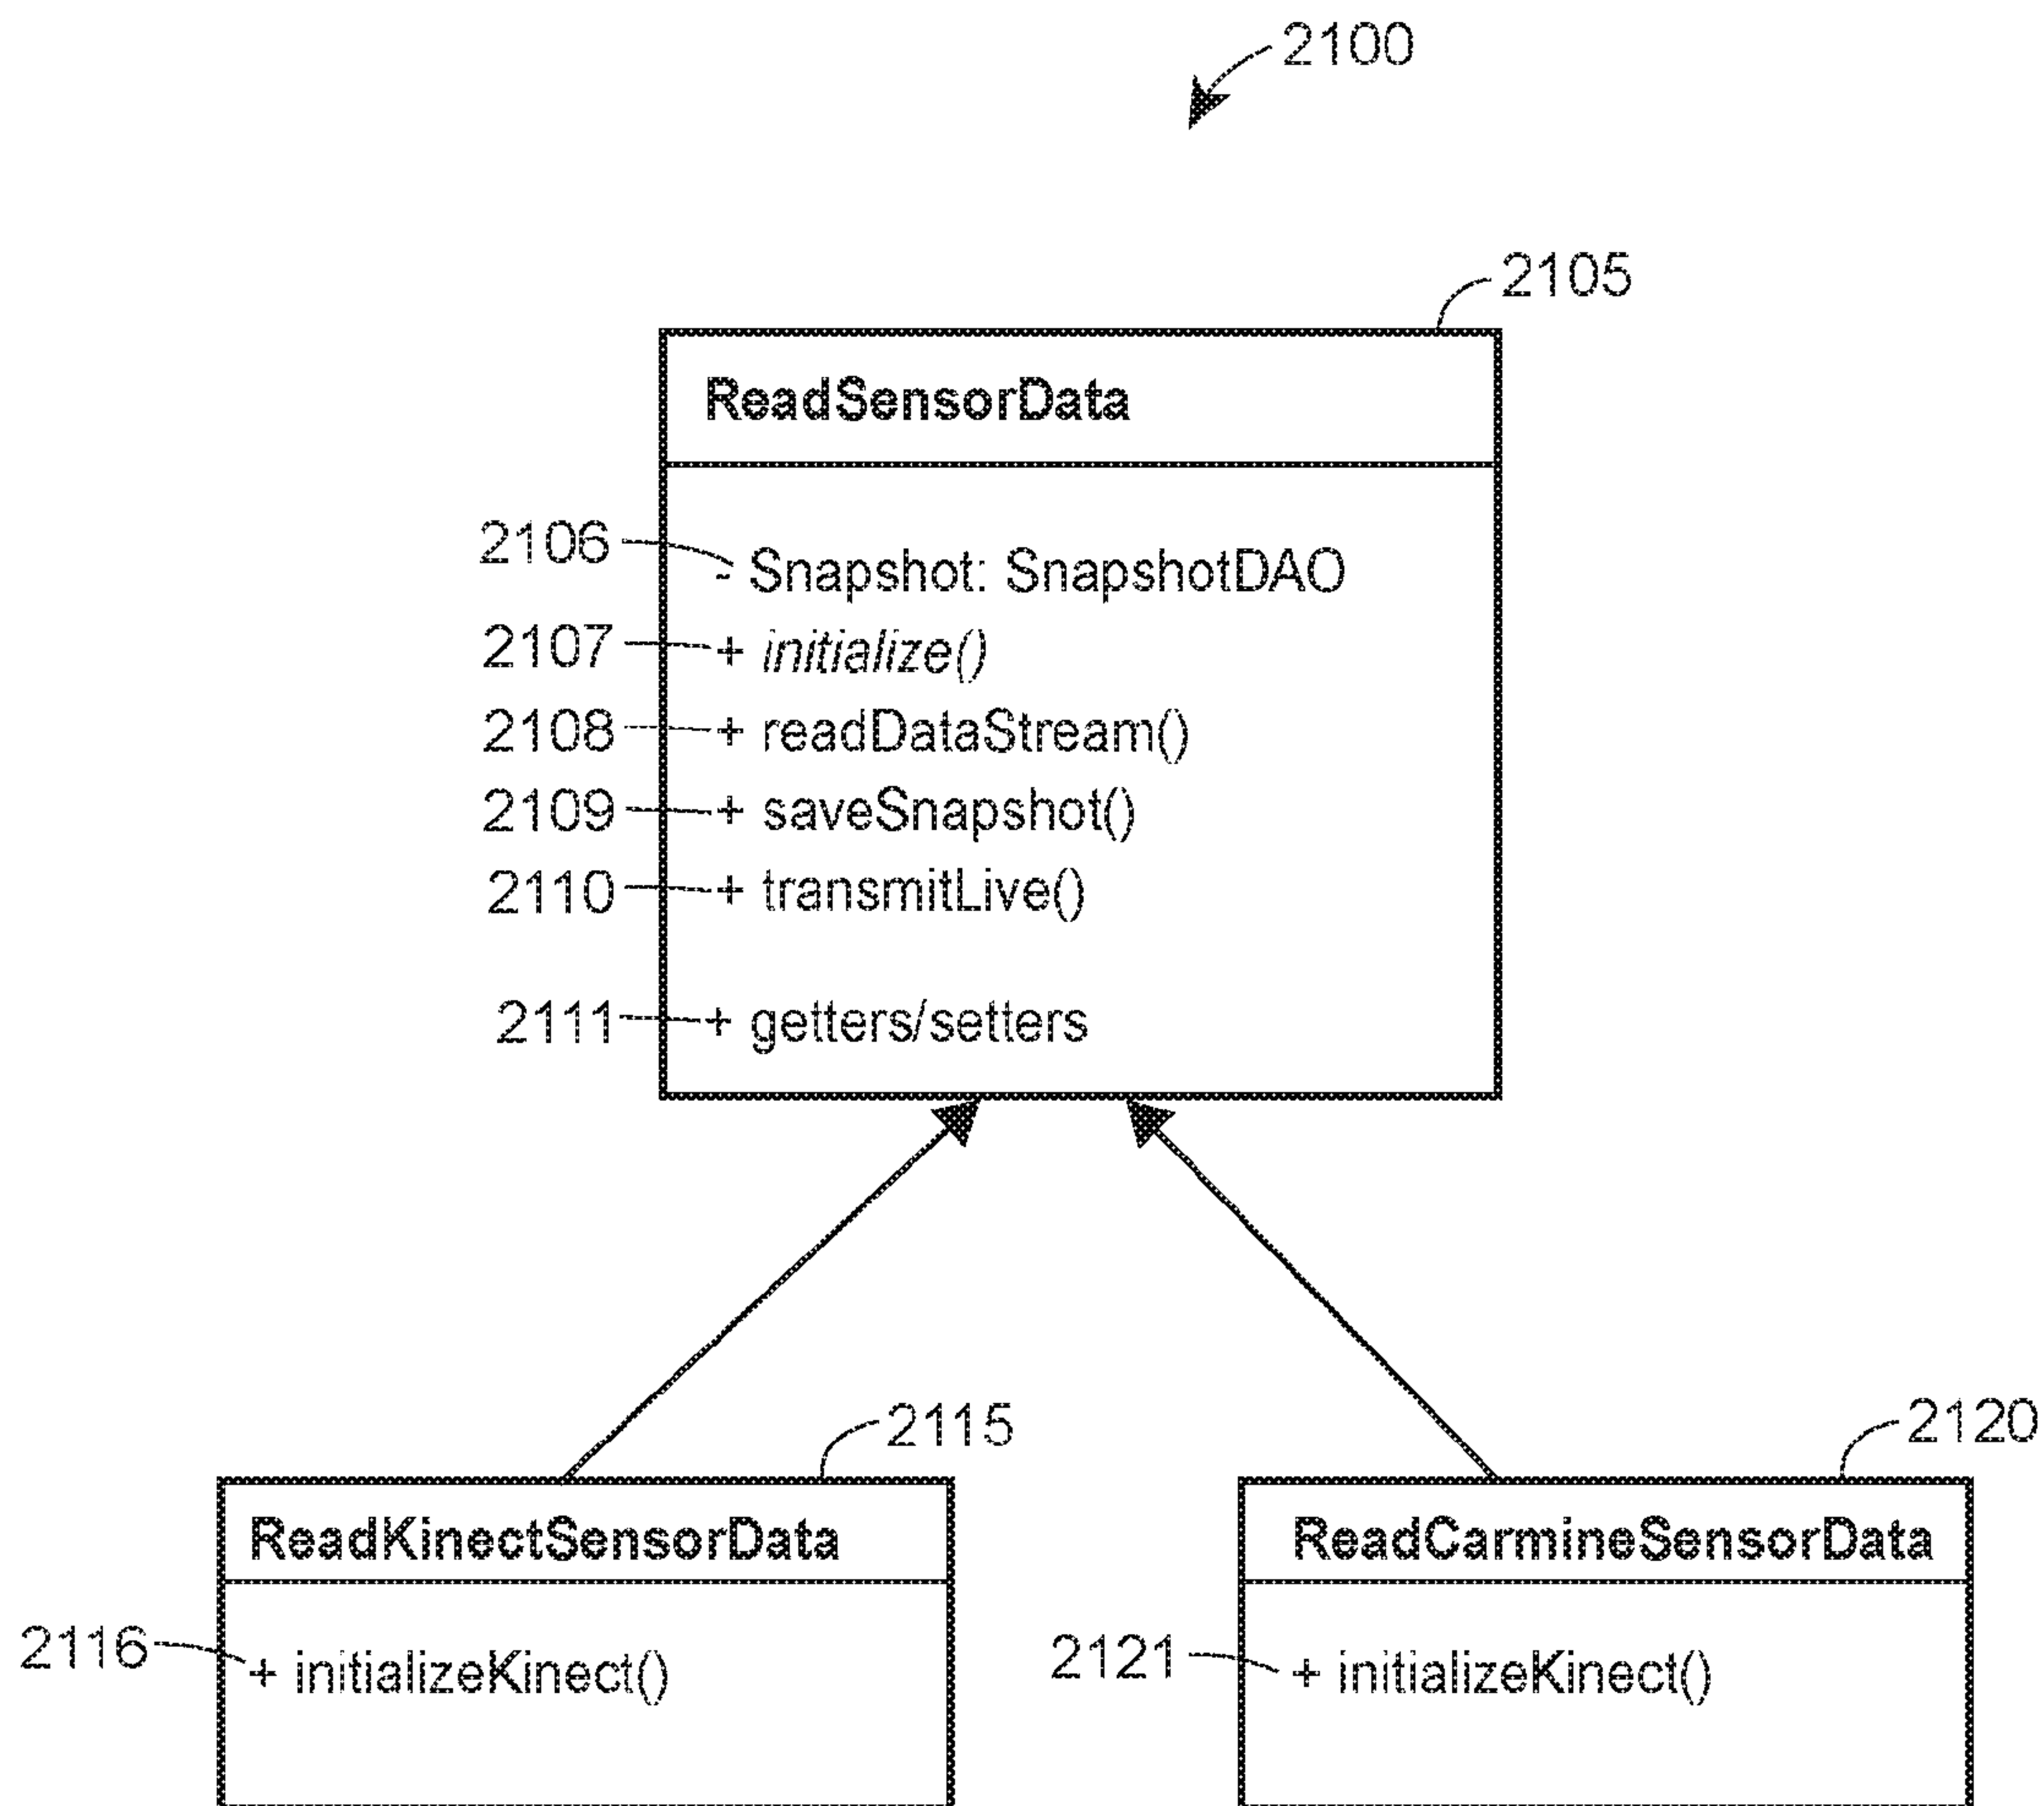 2100
2105
ReadSensorData
2106 - Snapshot: SnapshotDAO
2107 + initialize()
2108 + readDataStream()
2109 + saveSnapshot()
2110 + transmitLive()
2111 + getters/setters
2115
2120
ReadKinectSensorData
ReadCarmineSensorData
2116 + initializeKinect()
2121 + initializeKinect()